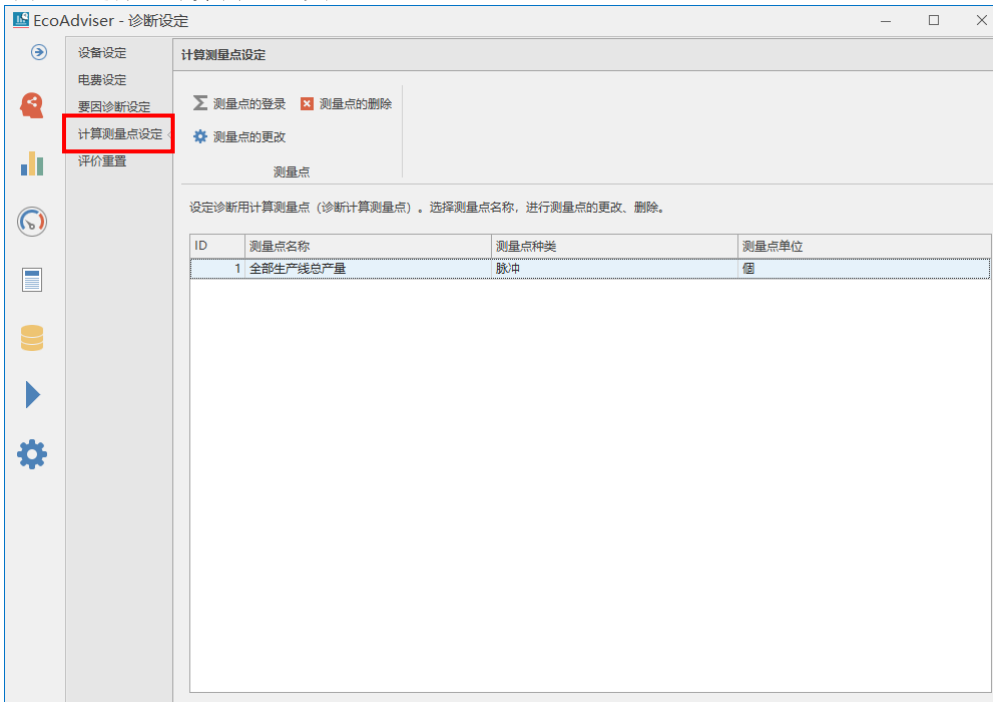 EcoAdviser - 诊断设定
设备设定
电费设定
要因诊断设定
计算测量点设定
评价重置
计算测量点设定
测量点的登录 测量点的删除
测量点的更改
测量点
设定诊断用计算测量点（诊断计算测量点）。选择测量点名称，进行测量点的更改、删除。
ID 测量点名称 测量点种类 测量点单位
1 全部生产线总产量 脉冲 個